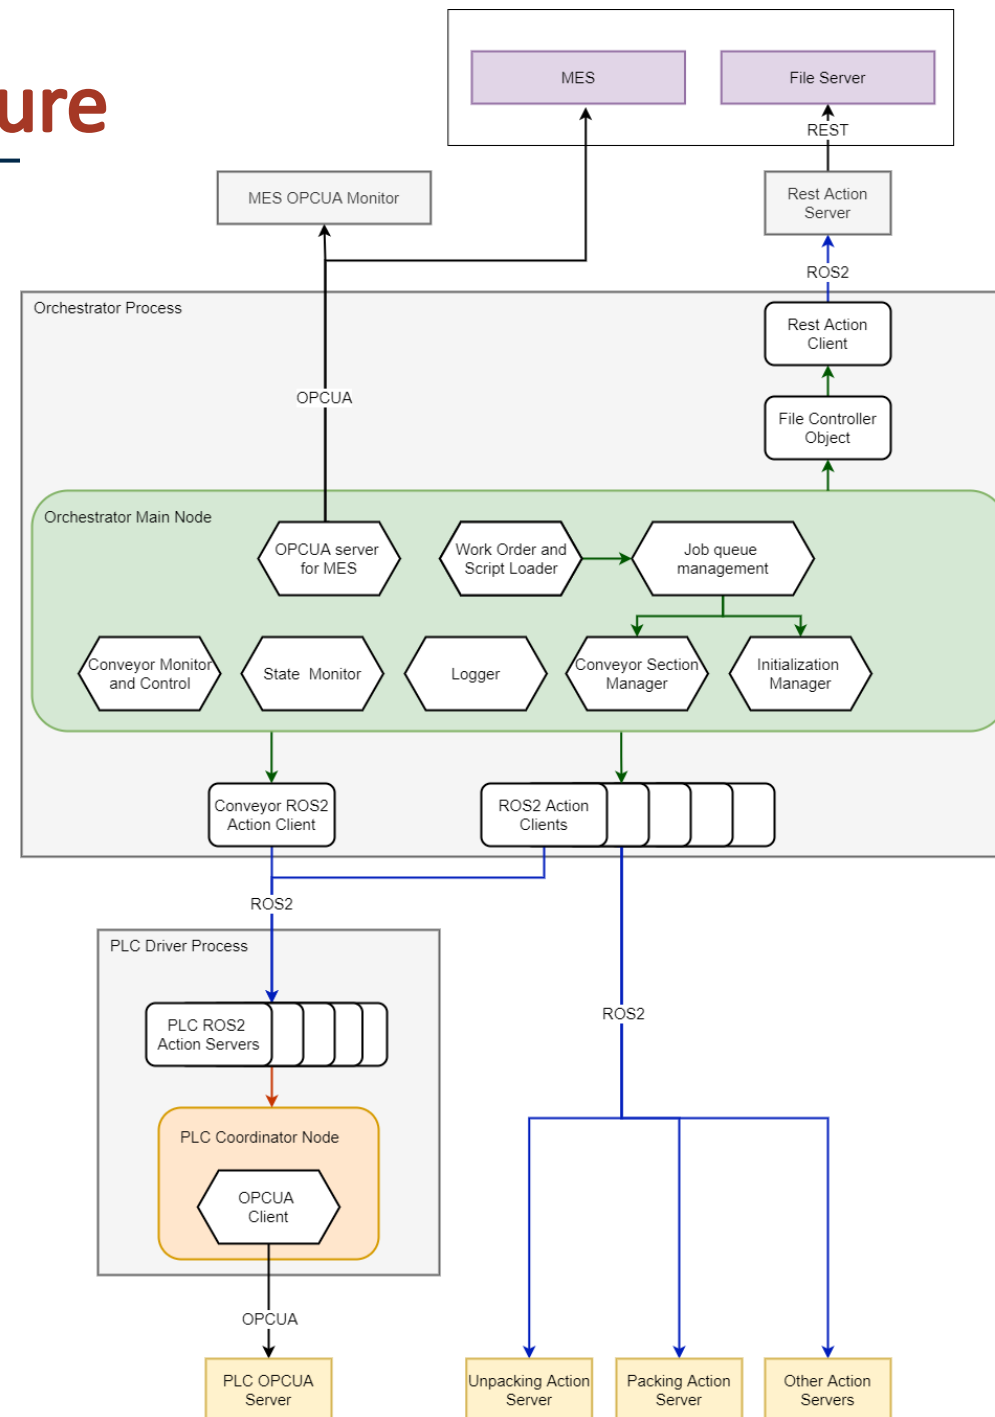 ure
MES
File Server
REST
MES OPCUA Monitor
Rest Action
Server
ROS2
Orchestrator Process
Rest Action
Client
OPCUA
File Controller
Object
Orchestrator Main Node
OPCUA server
for MES
Work Order and
Script Loader
Job queue
management
Conveyor Monitor
and Control
State Monitor
Logger
Conveyor Section
Manager
Initialization
Manager
Conveyor ROS2
Action Client
ROS2 Action
Clients
ROS2
PLC Driver Process
PLC ROS2
Action Servers
ROS2
PLC Coordinator Node
OPCUA
Client
OPCUA
PLC OPCUA
Server
Unpacking Action
Server
Packing Action
Server
Other Action
Servers